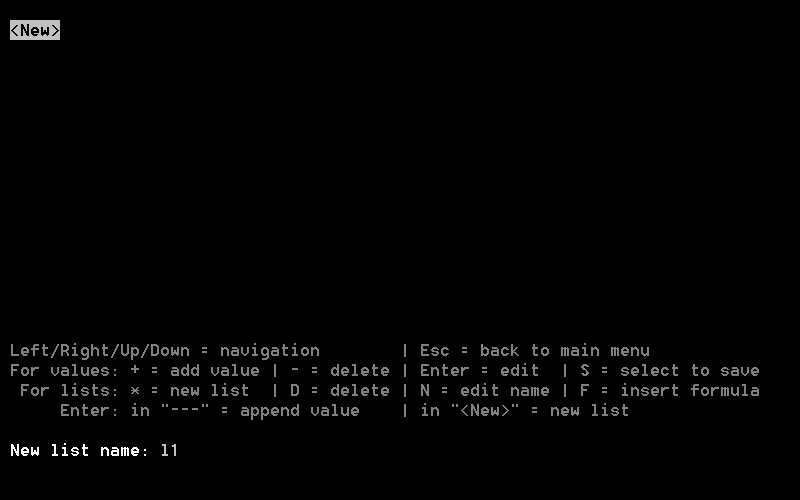 <New>
Left/Right/Up/Down = navigation        | Esc = back to main menu
For values: + = add value | - = delete | Enter = edit  | S = select to save
 For lists: * = new list  | D = delete | N = edit name | F = insert formula
     Enter: in "---" = append value    | in "<New>" = new list
New list name: l1